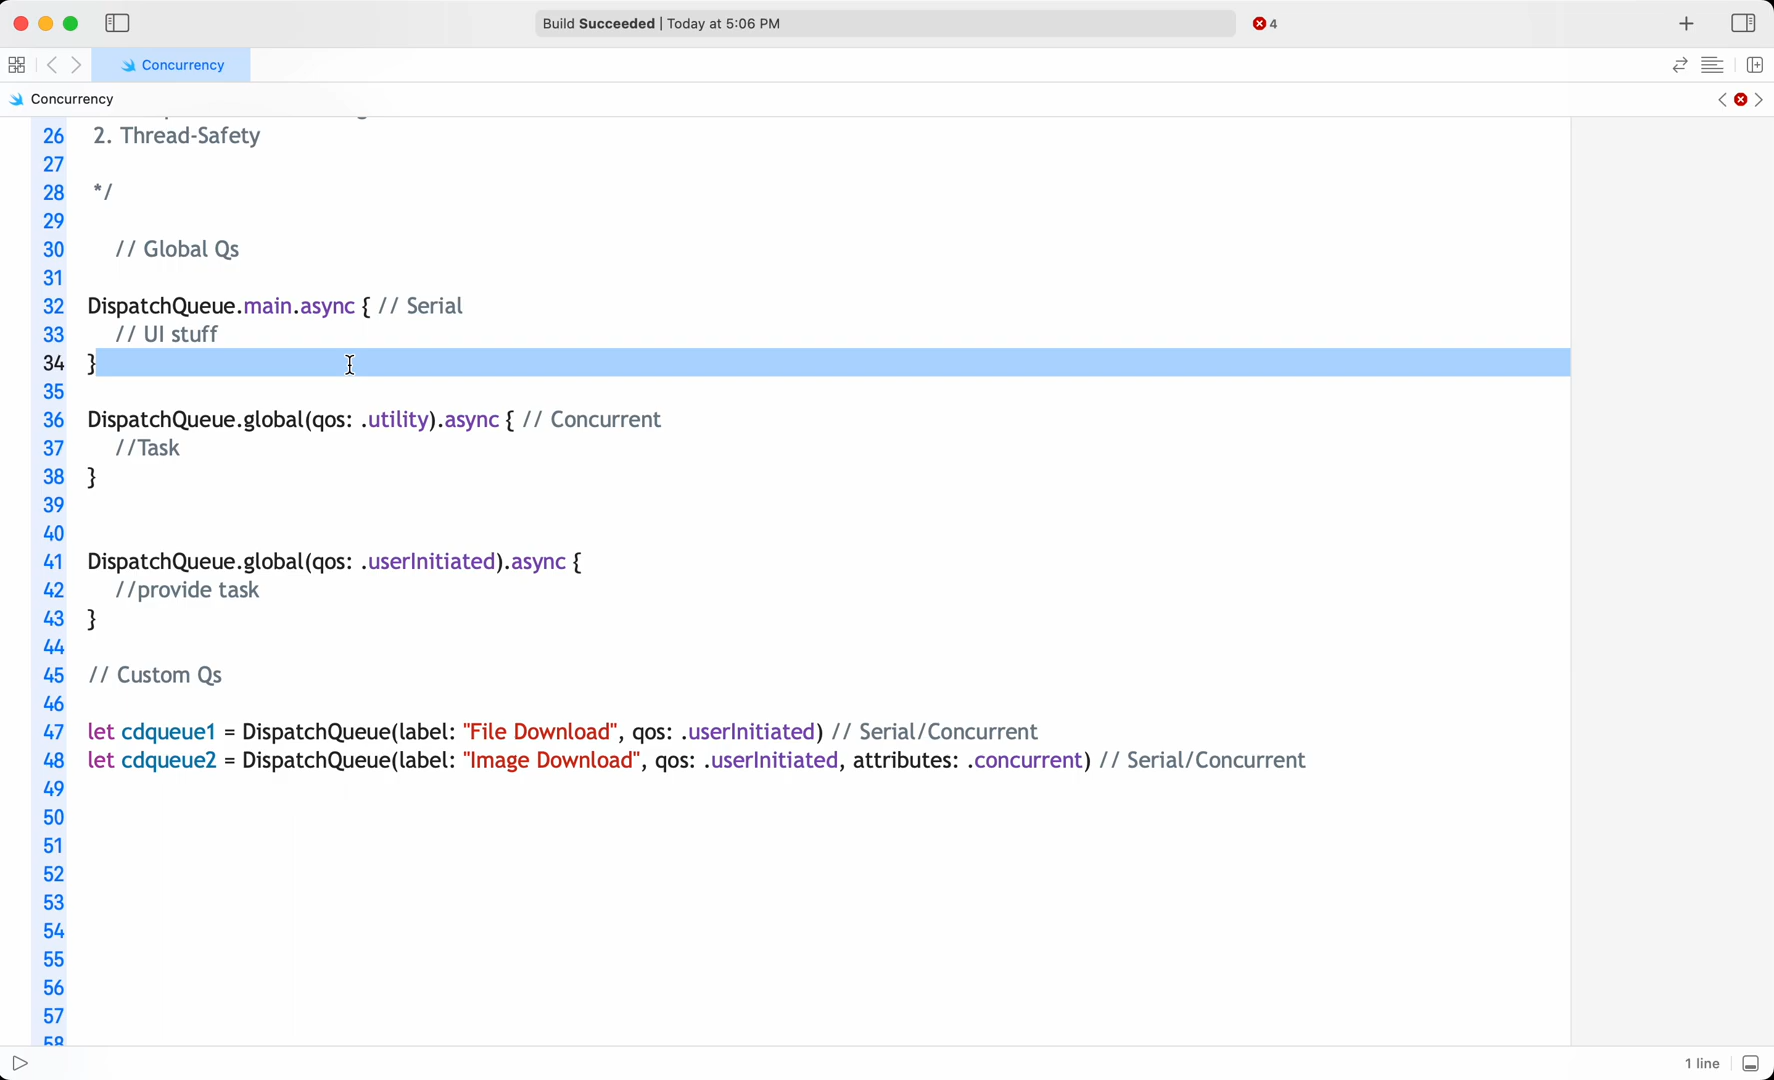 Build Succeeded | Today at 5:06 PM
4
Concurrency
Concurrency
26 2. Thread-Safety
27
28 */
29
30 // Global Qs
31
32 DispatchQueue.main.async { // Serial
33 // UI stuff
34 }
35
36 DispatchQueue.global(qos: .utility).async { // Concurrent
37 //Task
38 }
39
40
41 DispatchQueue.global(qos: .userInitiated).async {
42 //provide task
43 }
44
45 // Custom Qs
46
47 let cdqueue1 = DispatchQueue(label: "File Download", qos: .userInitiated) // Serial/Concurrent
48 let cdqueue2 = DispatchQueue(label: "Image Download", qos: .userInitiated, attributes: .concurrent) // Serial/Concurrent
49
50
51
52
53
54
55
56
57
58
1 line